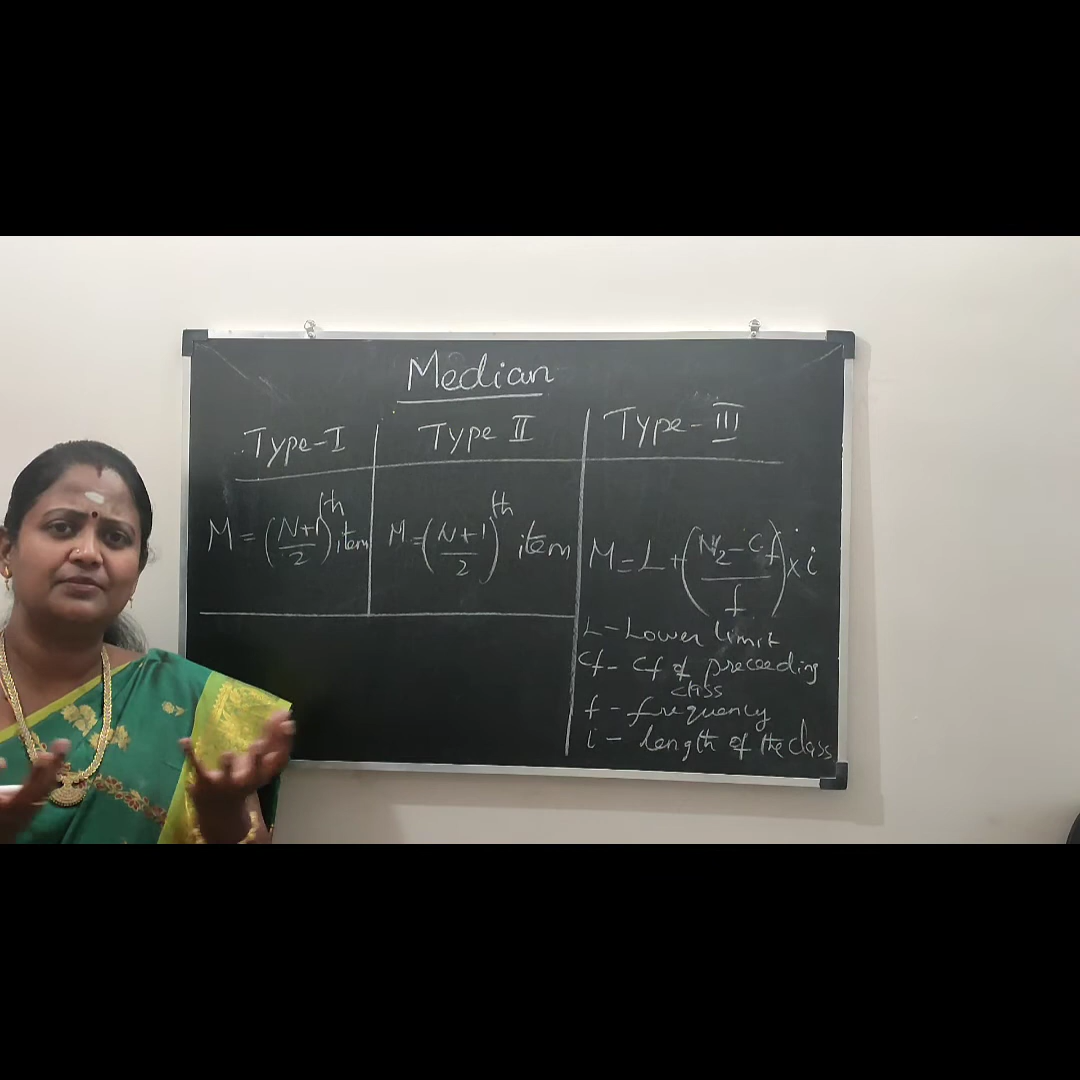 Median
Type-I
Type II
Type-III
M = (N+1/2)th item
M = (N+1/2)th item
M = L + (N/2 - Cf/f) x i
L - Lower limit
Cf - Cf of preceeding
class
f - frequency
i - length of the class